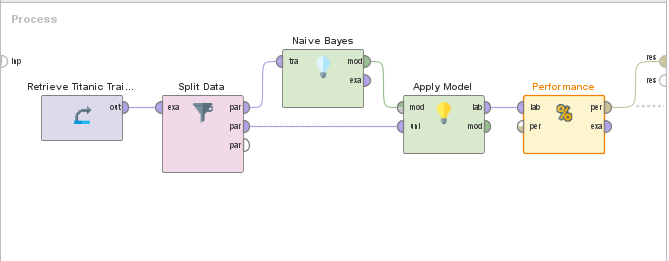 Process
inp
Retrieve Titanic Trai...
out
Split Data
exa
par
par
par
Naive Bayes
tra
mod
exa
Apply Model
mod
unl
lab
mod
Performance
lab
per
per
exa
res
res